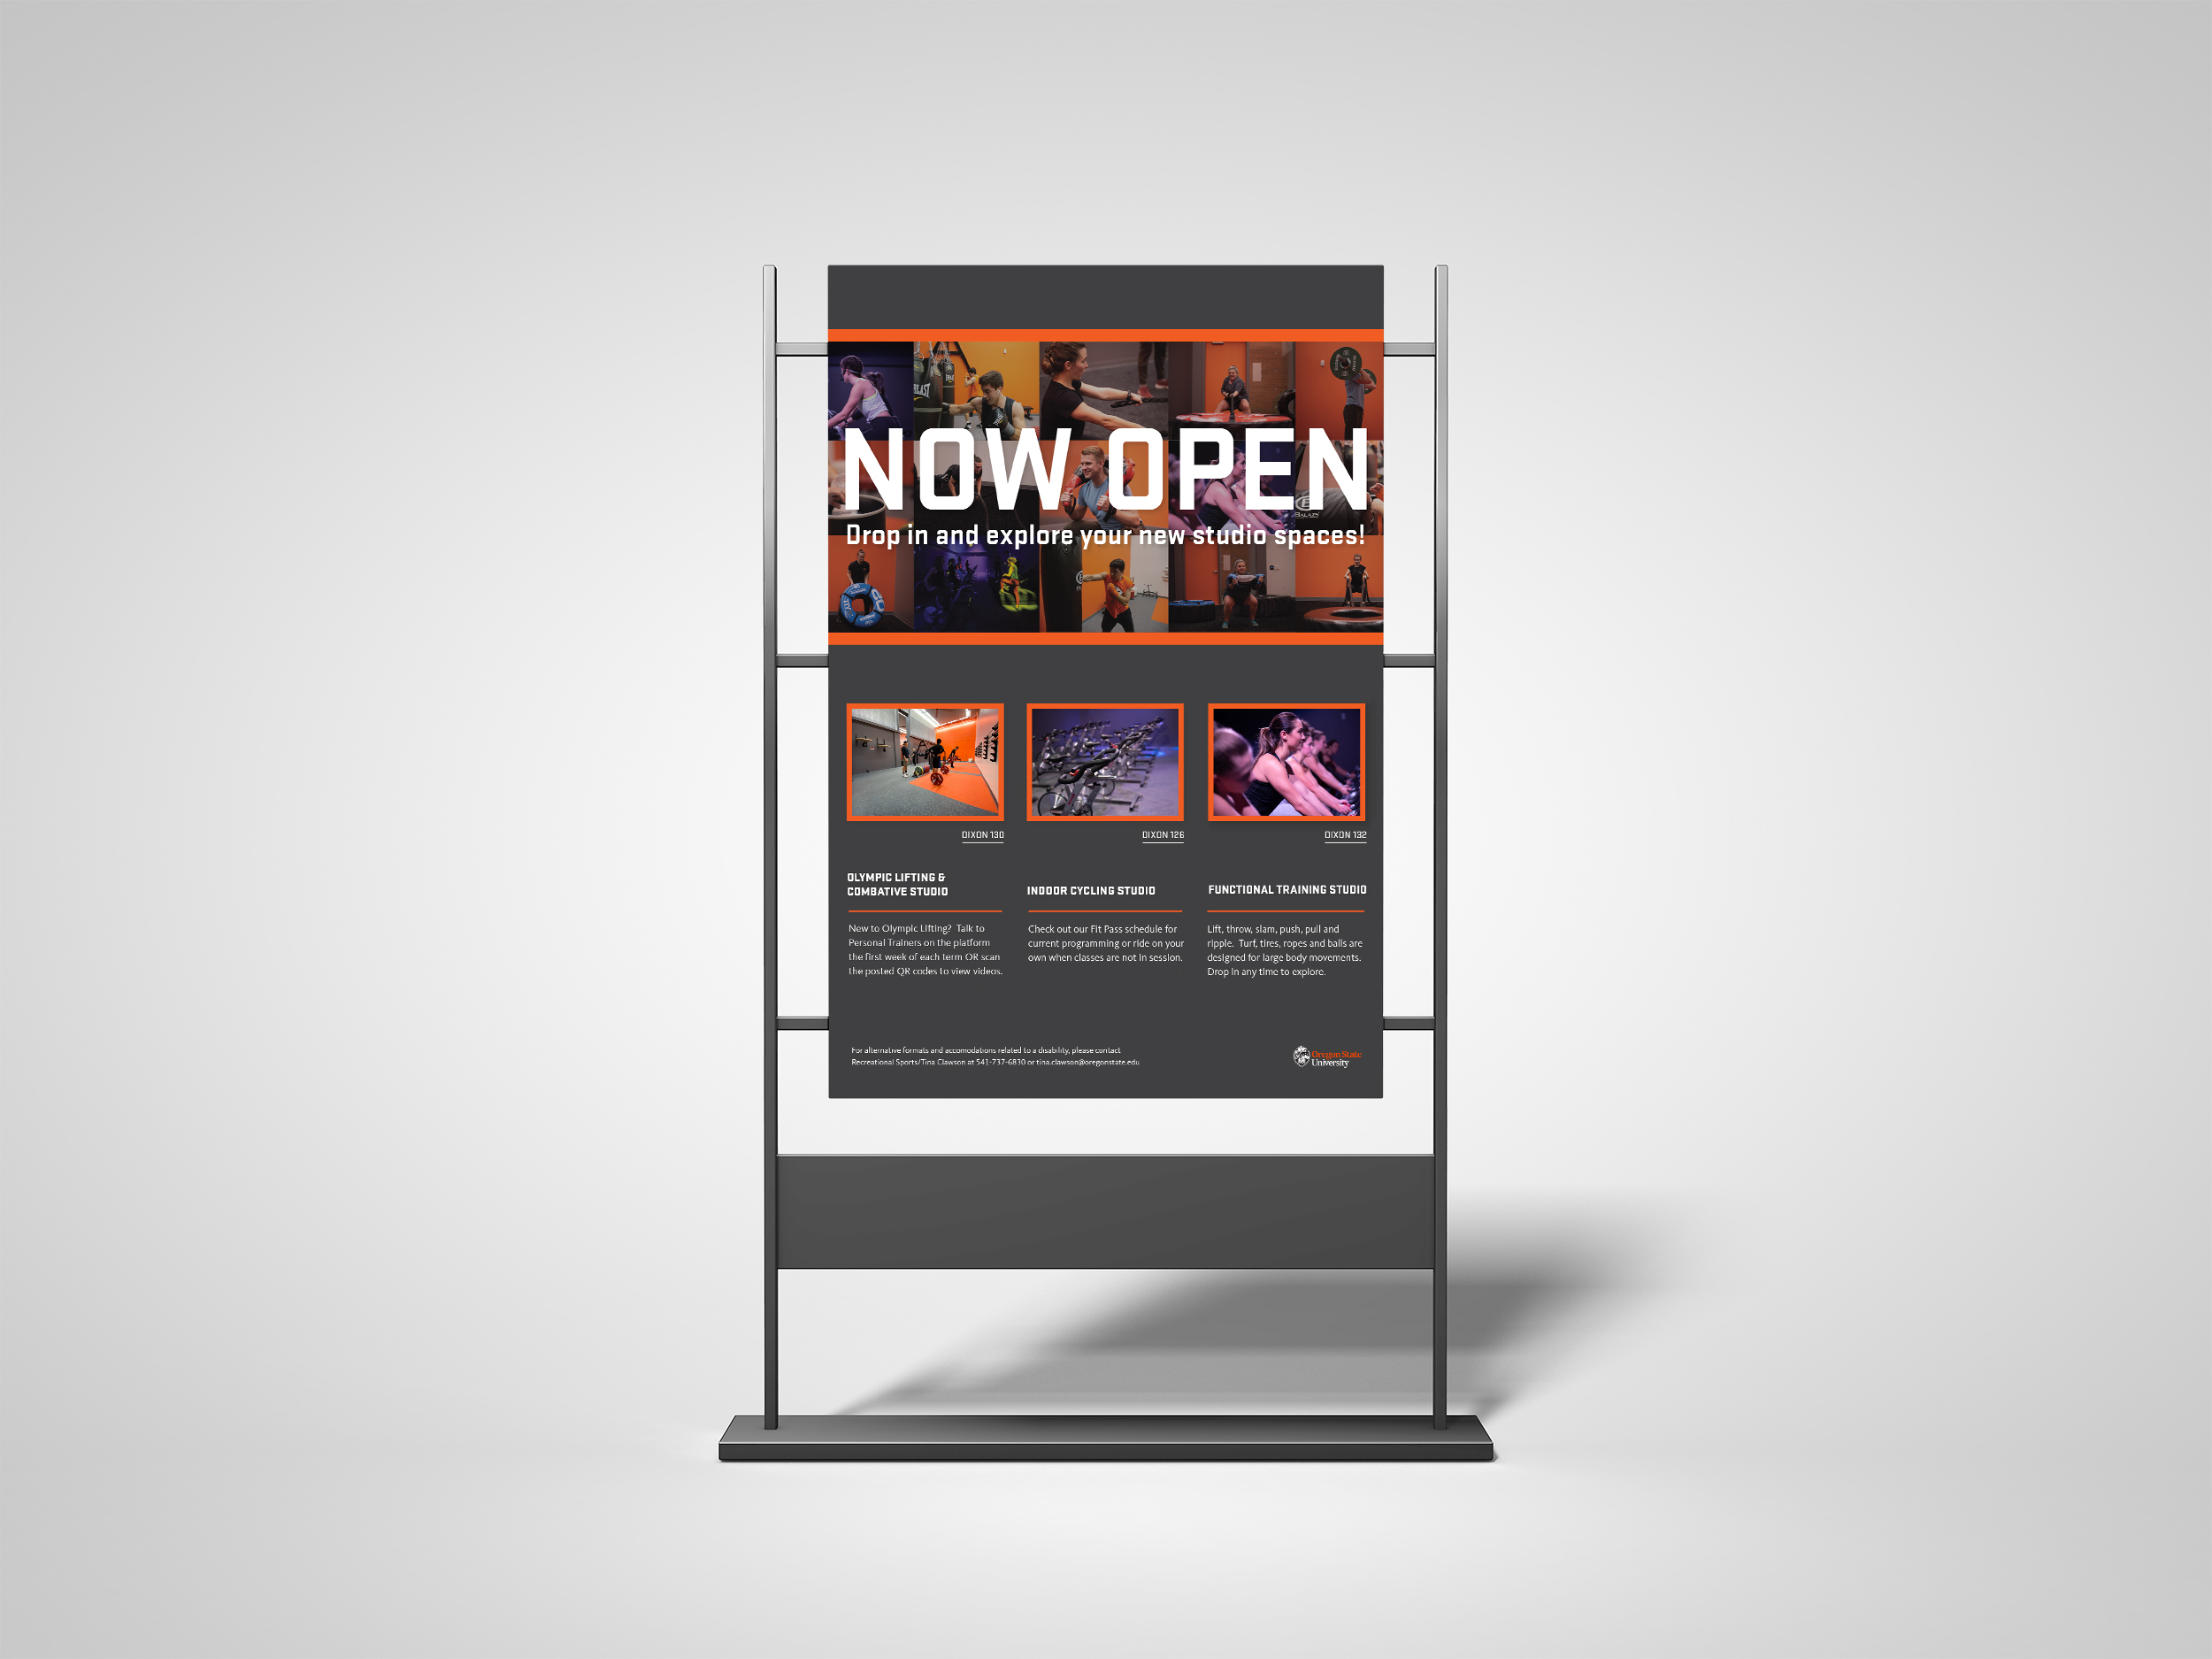 NOW OPEN
Drop in and explore your new studio spaces!
DIXON 130
DIXON 126
DIXON 132
OLYMPIC LIFTING &
COMBATIVE STUDIO
INDOOR CYCLING STUDIO
FUNCTIONAL TRAINING STUDIO
New to Olympic Lifting?  Talk to
Personal Trainers on the platform
the first week of each term OR scan
the posted QR codes to view videos.
Check out our Fit Pass schedule for
current programming or ride on your
own when classes are not in session.
Lift, throw, slam, push, pull and
ripple.  Turf, tires, ropes and balls are
designed for large body movements.
Drop in any time to explore.
For alternative formats and accomodations related to a disability, please contact
Recreational Sports/Tina Clawson at 541-737-6830 or tina.clawson@oregonstate.edu
Oregon State
University